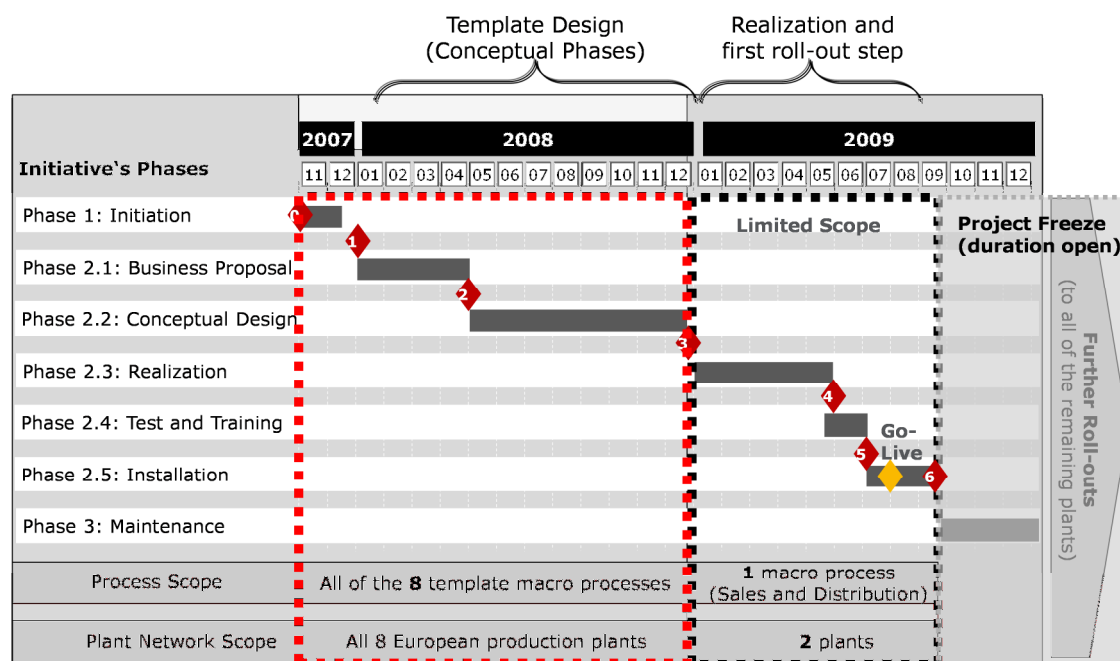 Template Design
(Conceptual Phases)
Realization and
first roll-out step
2007
2008
2009
Initiative‘s Phases
11 12 01 02 03 04 05 06 07 08 09 10 11 12 01 02 03 04 05 06 07 08 09 10 11 12
Phase 1: Initiation
0
Limited Scope
Project Freeze
(duration open)
1
Phase 2.1: Business Proposal
2
Phase 2.2: Conceptual Design
3
Phase 2.3: Realization
4
Phase 2.4: Test and Training
Go-
Live
5
Phase 2.5: Installation
6
Phase 3: Maintenance
Further Roll-outs
(to all of the remaining plants)
Process Scope
All of the 8 template macro processes
1 macro process
(Sales and Distribution)
Plant Network Scope
All 8 European production plants
2 plants